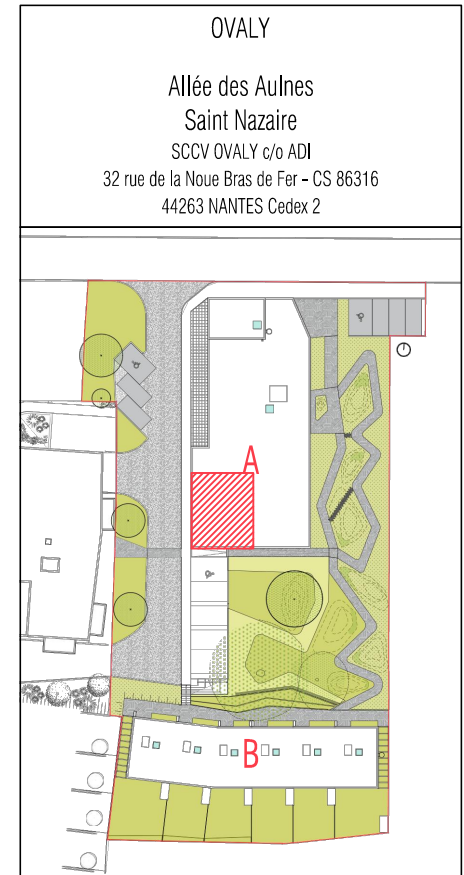 OVALY
Allée des Aulnes
Saint Nazaire
SCCV OVALY c/o ADI
32 rue de la Noue Bras de Fer - CS 86316
44263 NANTES Cedex 2
A
B